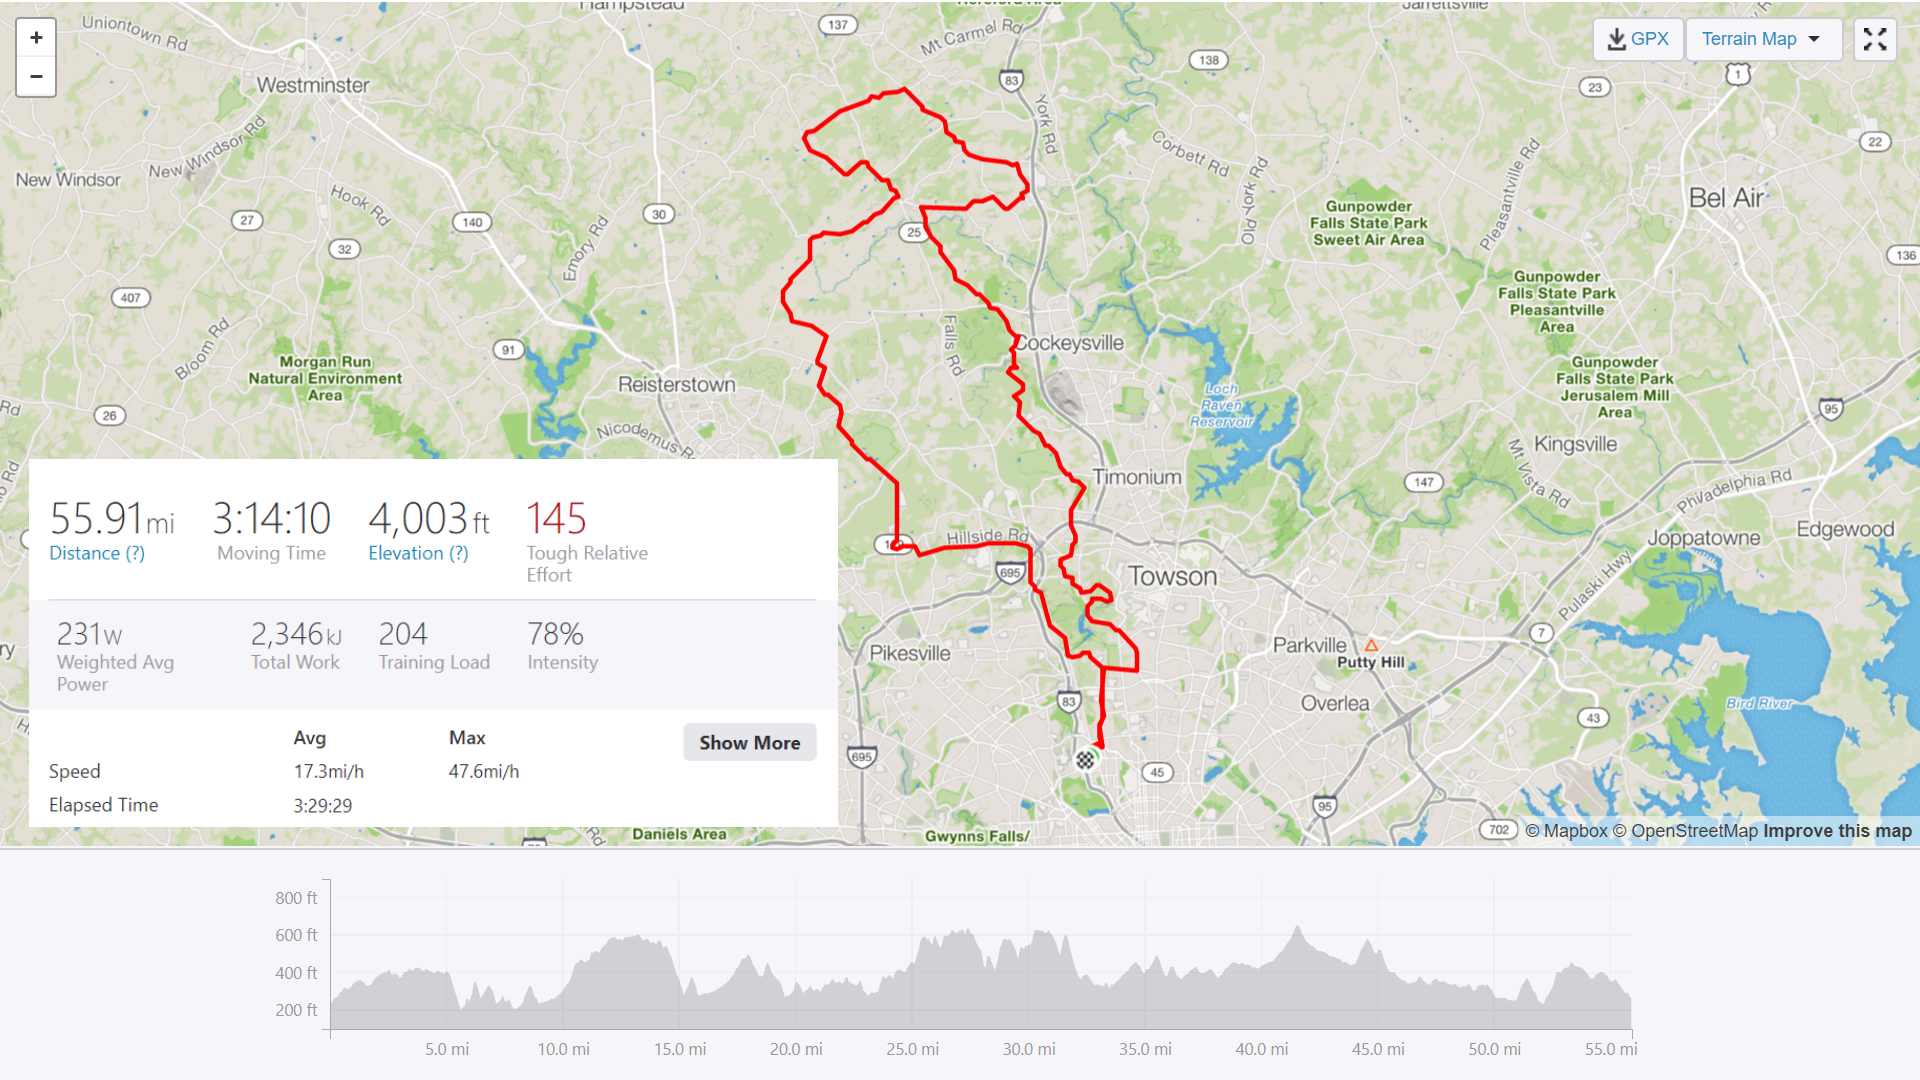 Hampstead
Hereford Area
Jarrettsville
Uniontown Rd
137
Mt Carmel Rd
+
−
GPX
Terrain Map
Westminster
83
138
1
23
York Rd
22
New Windsor Rd
Corbett Rd
Pleasantville Rd
New Windsor
Hook Rd
Old York Rd
Bel Air
27
140
30
Gunpowder
Falls State Park
Sweet Air Area
25
32
Emory Rd
136
407
Gunpowder
Falls State Park
Pleasantville
Area
Bloom Rd
Falls Rd
91
Cockeysville
Morgan Run
Natural Environment
Area
Reisterstown
Gunpowder
Falls State Park
Jerusalem Mill
Area
Loch
Raven
Reservoir
Rd
26
95
Nicodemus R
Kingsville
Mt Vista Rd
Timonium
147
Philadelphia Rd
Hillside Rd
Joppatowne
Edgewood
695
Towson
Pulaski Hwy
7
Pikesville
Parkville
Putty Hill
83
Overlea
Bird River
43
695
45
95
702
Daniels Area
Rd
Gwynns Falls/
© Mapbox © OpenStreetMap Improve this map
55.91mi
Distance (?)
3:14:10
Moving Time
4,003ft
Elevation (?)
145
Tough Relative
Effort
231W
Weighted Avg
Power
2,346kJ
Total Work
204
Training Load
78%
Intensity
Avg
Max
Show More
Speed
17.3mi/h
47.6mi/h
Elapsed Time
3:29:29
800 ft
600 ft
400 ft
200 ft
5.0 mi
10.0 mi
15.0 mi
20.0 mi
25.0 mi
30.0 mi
35.0 mi
40.0 mi
45.0 mi
50.0 mi
55.0 mi